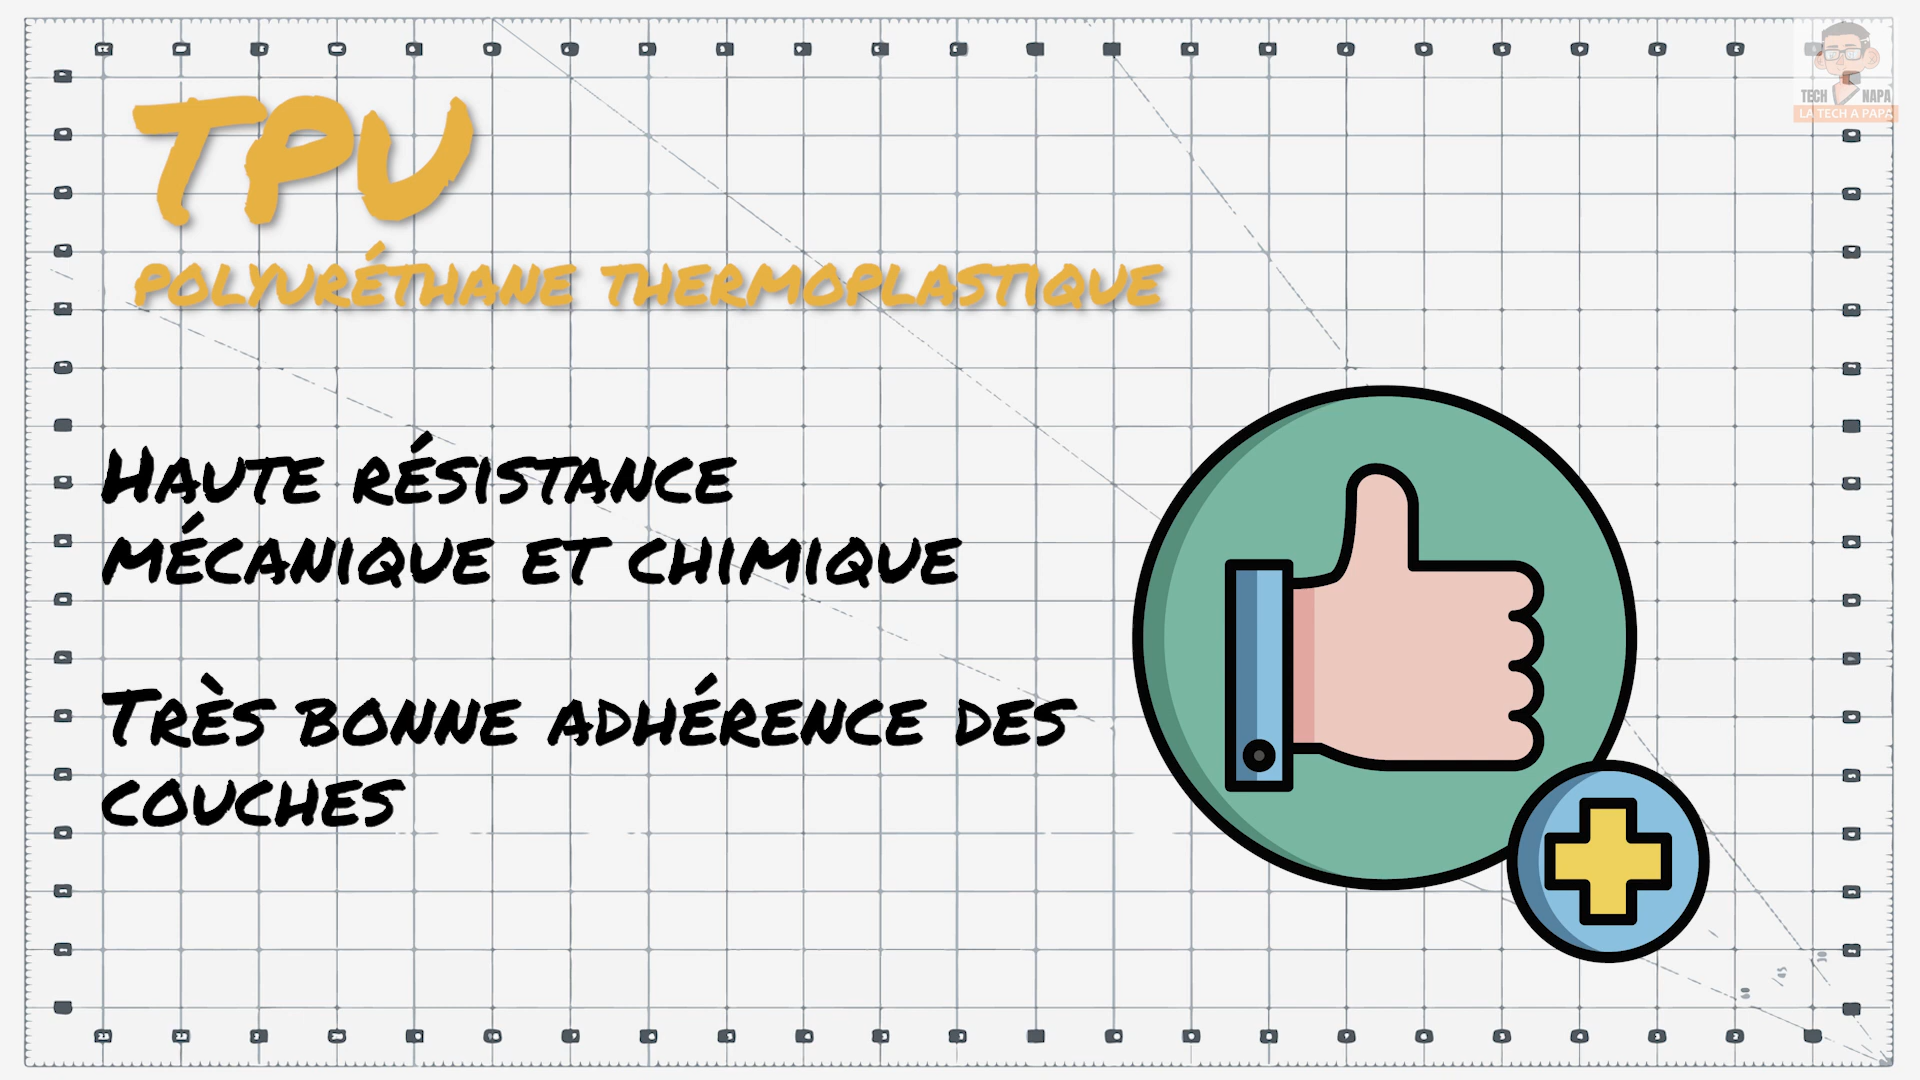 TPU
POLYURÉTHANE THERMOPLASTIQUE
HAUTE RÉSISTANCE
MÉCANIQUE ET CHIMIQUE
TRÈS BONNE ADHÉRENCE DES
COUCHES
TECH NAPA
LA TECH A PAPA